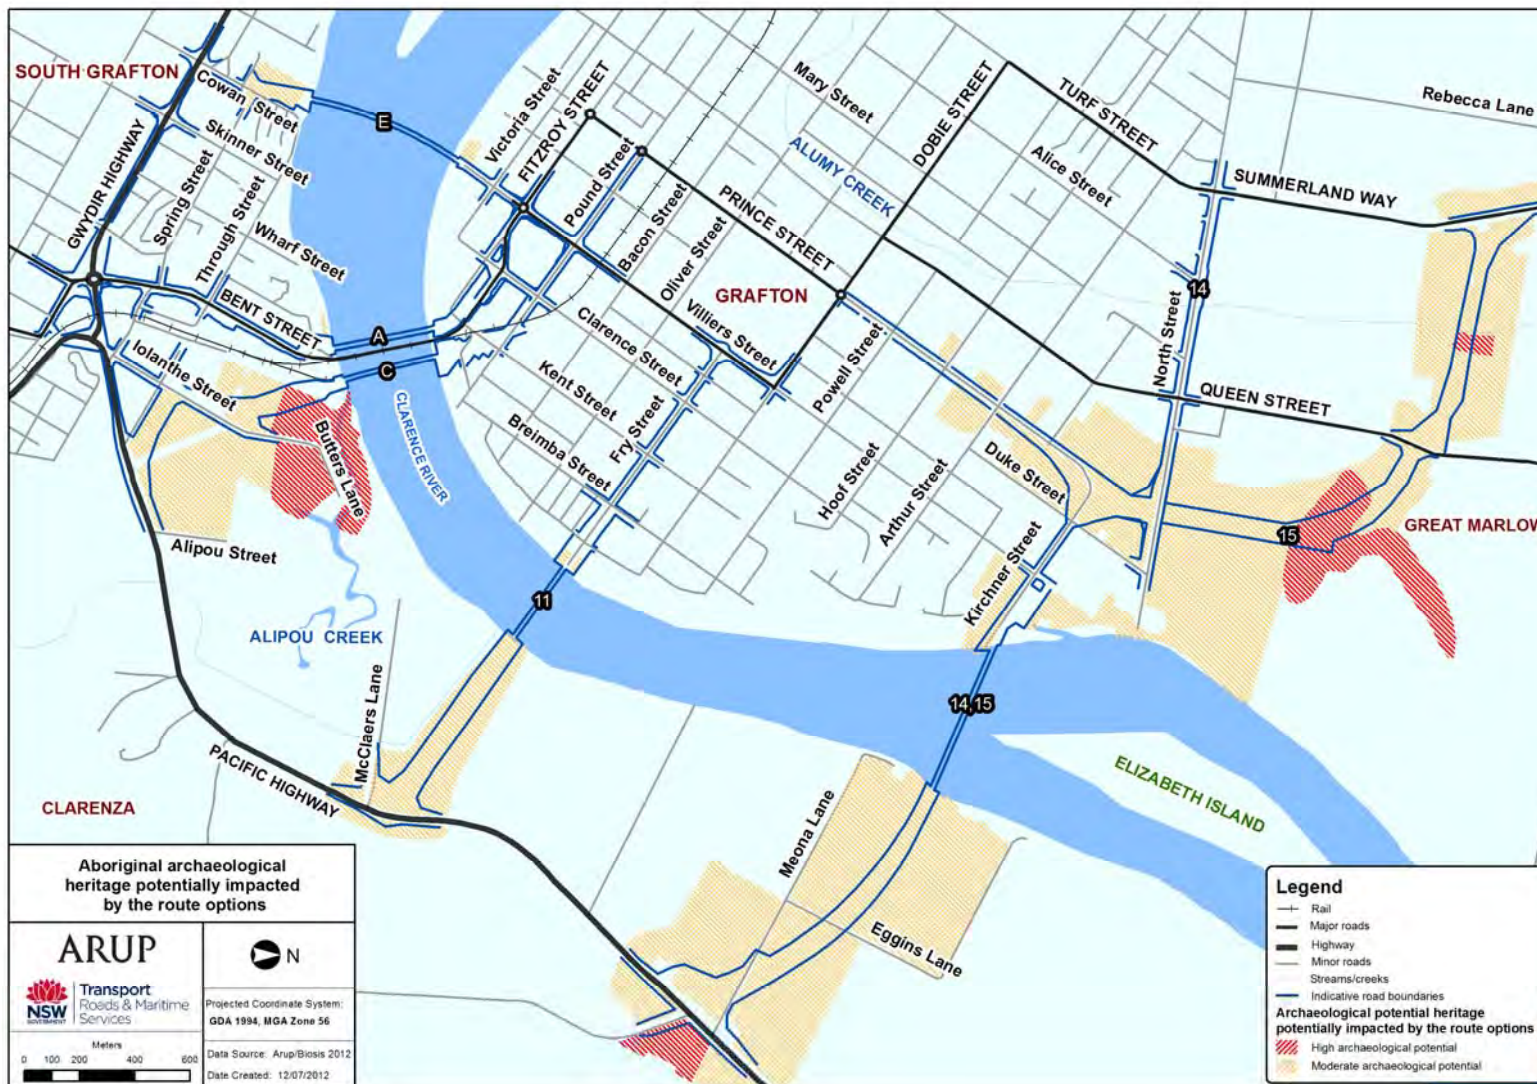 SOUTH GRAFTON
Cowan Street
Skinner Street
GWYDIR HIGHWAY
Spring Street
Through Street
Wharf Street
BENT STREET
Iolanthe Street
Butters Lane
Alipou Street
E
A
C
CLARENCE RIVER
Victoria Street
FITZROY STREET
Pound Street
Bacon Street
Oliver Street
PRINCE STREET
Mary Street
ALUMY CREEK
DOBIE STREET
TURF STREET
Alice Street
Rebecca Lane
SUMMERLAND WAY
14
North Street
GRAFTON
Villiers Street
Clarence Street
Kent Street
Breimba Street
Fry Street
Powell Street
Hoof Street
Arthur Street
Duke Street
QUEEN STREET
Kirchner Street
15
GREAT MARLOW
11
ALIPOU CREEK
McClaers Lane
PACIFIC HIGHWAY
CLARENZA
14,15
ELIZABETH ISLAND
Meona Lane
Eggins Lane
Aboriginal archaeological
heritage potentially impacted
by the route options
ARUP
NSW
GOVERNMENT
Transport
Roads & Maritime
Services
N
Projected Coordinate System:
GDA 1994, MGA Zone 56
Meters
0 100 200 400 600
Data Source: Arup/Biosis 2012
Date Created: 12/07/2012
Legend
Rail
Major roads
Highway
Minor roads
Streams/creeks
Indicative road boundaries
Archaeological potential heritage
potentially impacted by the route options
High archaeological potential
Moderate archaeological potential